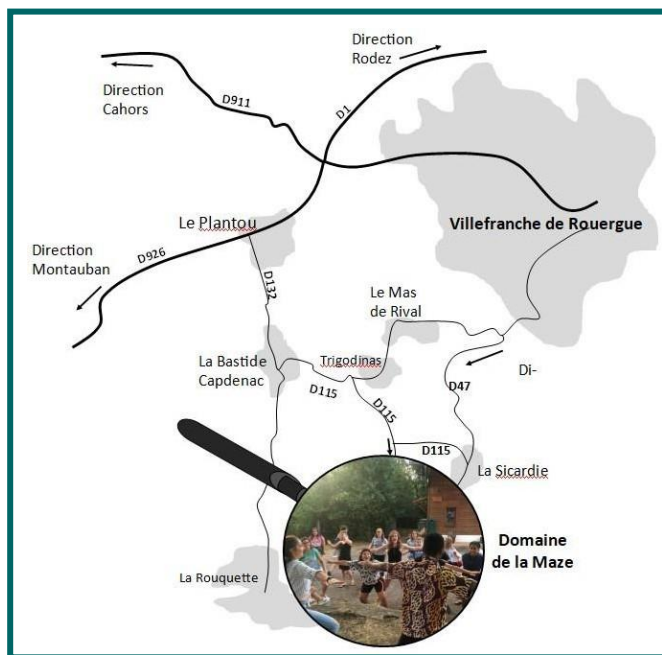 Direction
Rodez
Direction
Cahors
D911
D1
Le Plantou
Villefranche de Rouergue
Direction
Montauban
D926
D132
Le Mas
de Rival
La Bastide
Capdenac
Trigodinas
Di-
D115
D115
D47
D115
La Sicardie
Domaine
de la Maze
La Rouquette